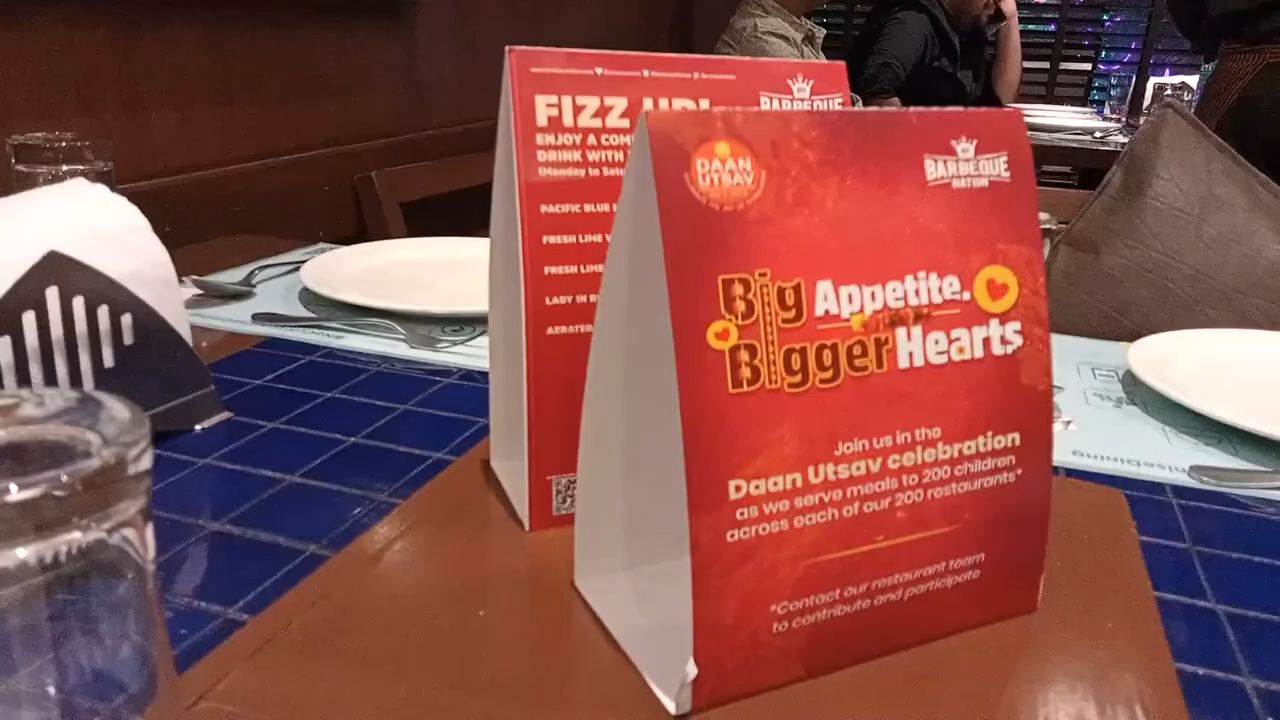 FIZZ UP!
ENJOY A COM
DRINK WITH
(Monday to Satu
PACIFIC BLUE
FRESH LIME
FRESH LIME
LADY IN R
AERATED
BARBEQUE
DAAN
UTSAV
BARBEQUE
NATION
Big Appetite.
Bigger Hearts
Join us in the
Daan Utsav celebration
as we serve meals to 200 children
across each of our 200 restaurants*
*Contact our restaurant team
to contribute and participate